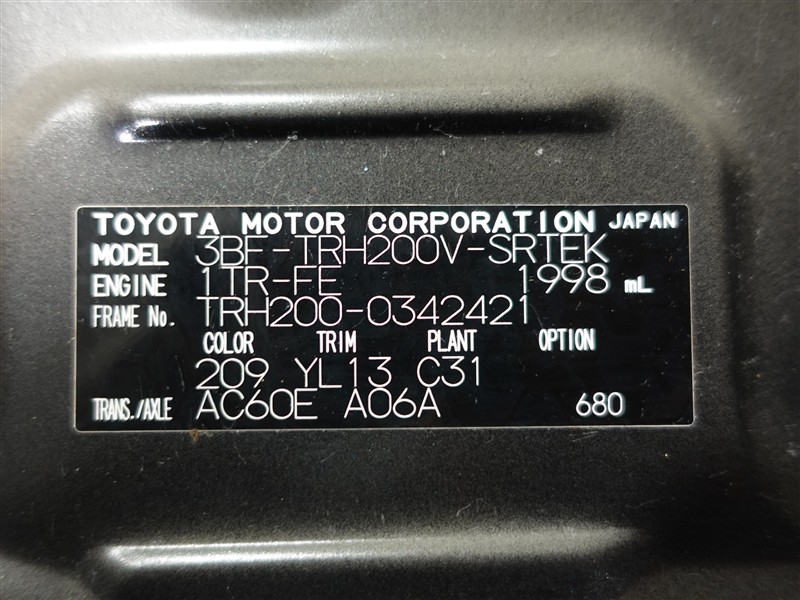 TOYOTA MOTOR CORPORATION JAPAN
MODEL 3BF-TRH200V-SRTEK
ENGINE 1TR-FE 1998 mL
FRAME No. TRH200-0342421
COLOR TRIM PLANT OPTION
209 YL13 C31
TRANS./AXLE AC60E A06A 680